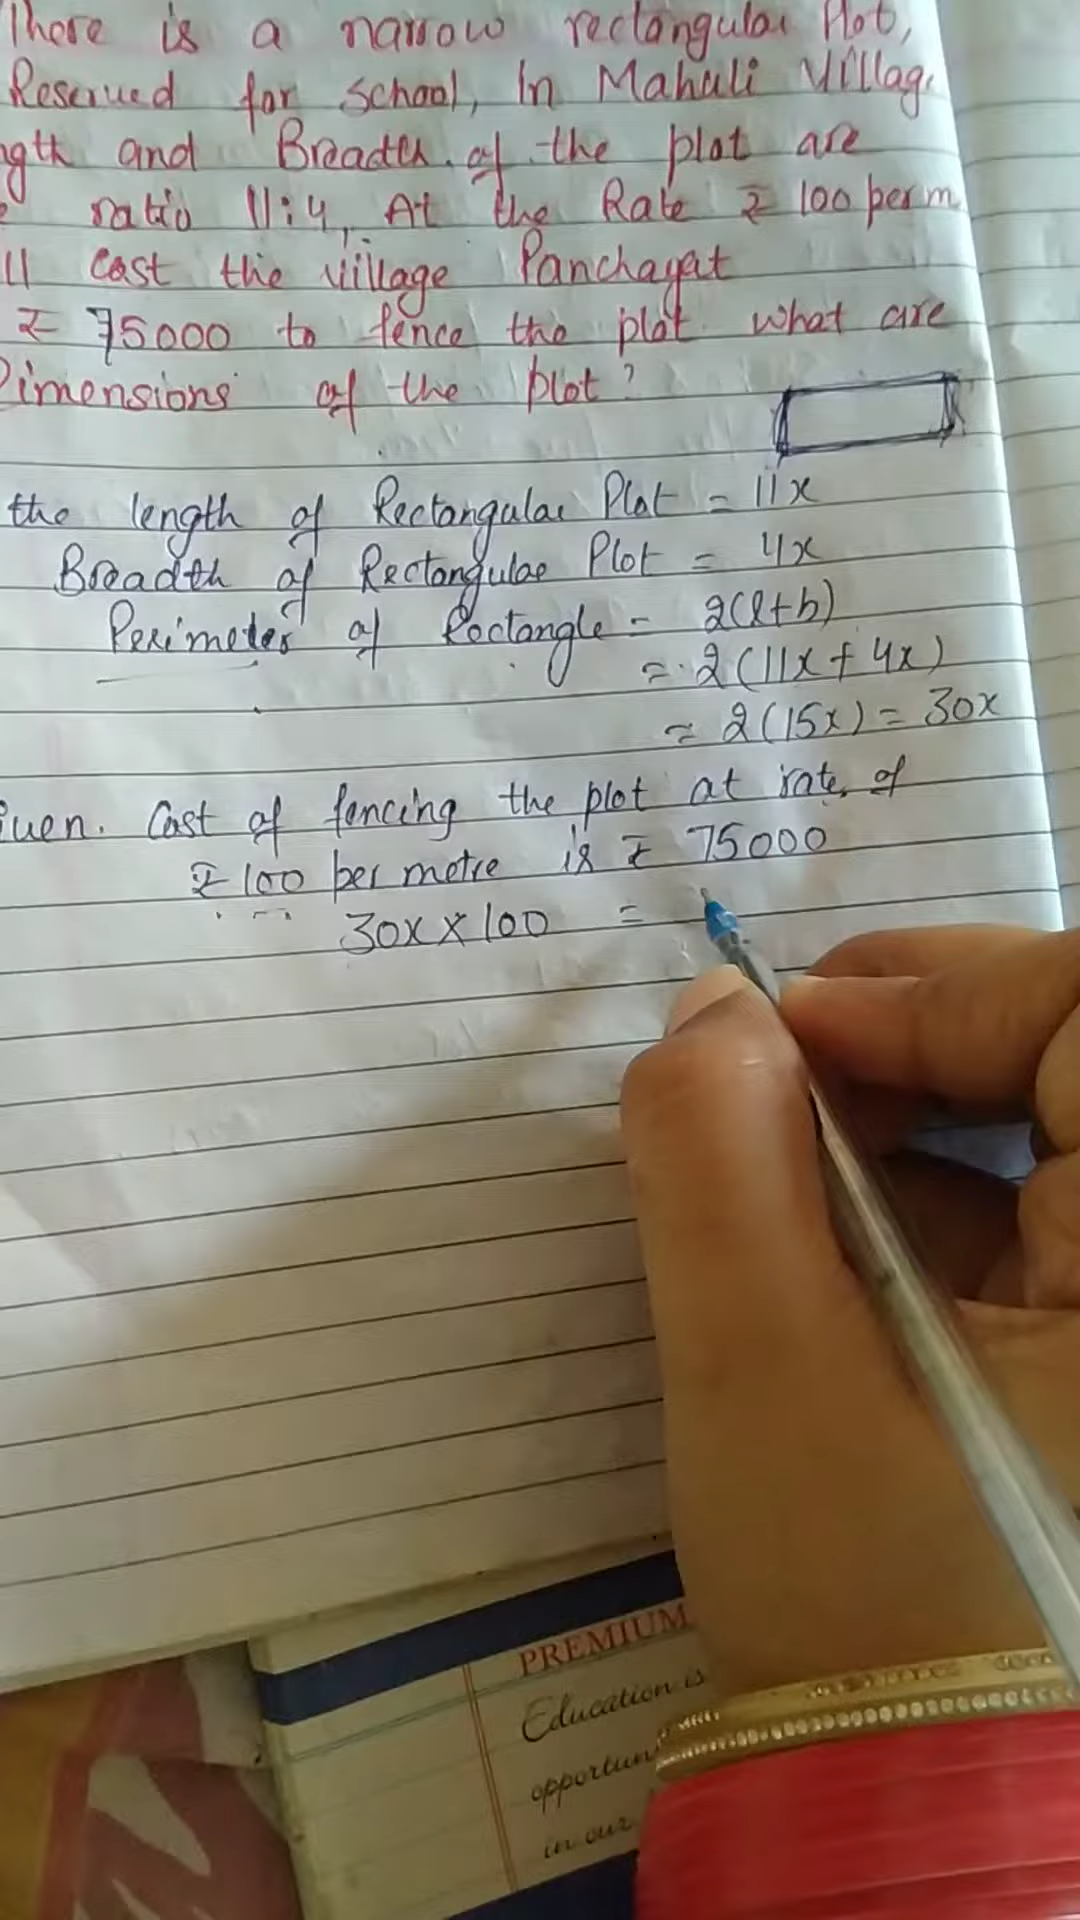 There is a narrow rectangular Plot,
Reserved for school, In Mahuli Village
ngth and Breadth of the plot are
ratio 11:4, At the Rate ₹ 100 per m
ll cost the village Panchayat
₹ 75000 to fence the plot what are
Dimensions of the plot?
the length of Rectangular Plot = 11x
Breadth of Rectangular Plot = 4x
Perimeter of Rectangle = 2(l+b)
= 2(11x + 4x)
= 2(15x) = 30x
iven. Cost of fencing the plot at rate of
₹ 100 per metre is ₹ 75000
30x × 100 =
PREMIUM
Education is
opportun
in our